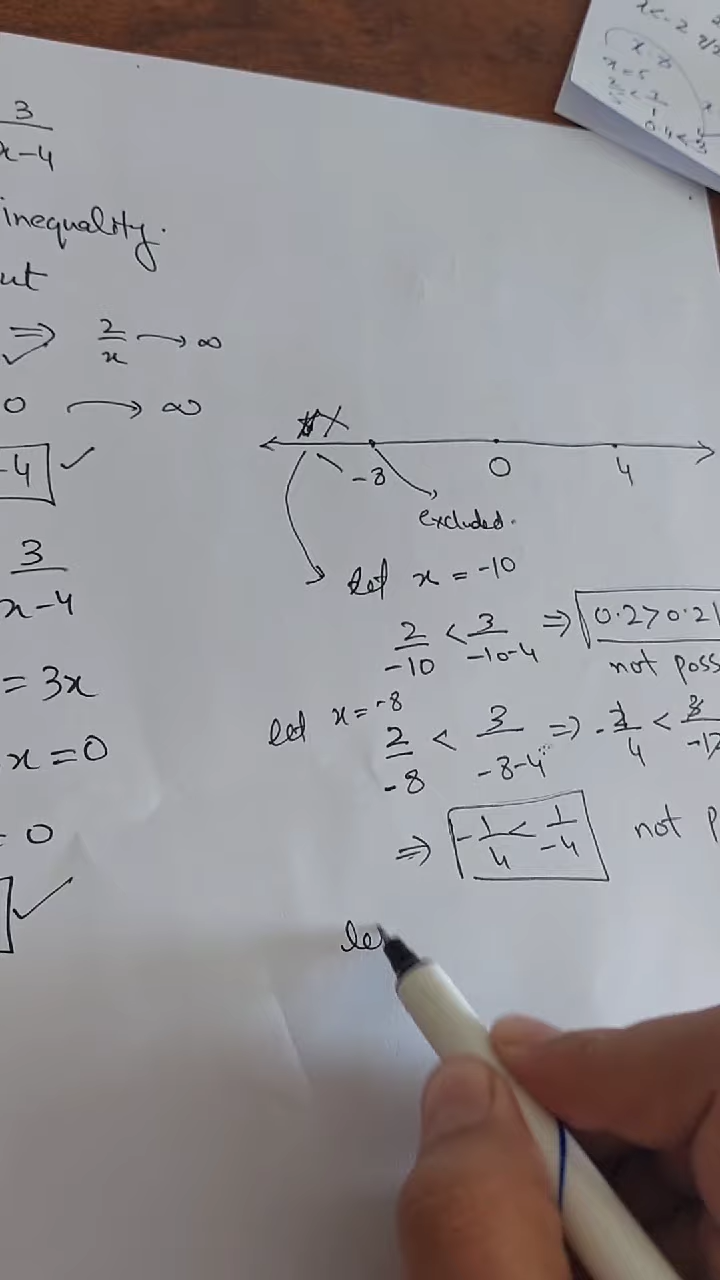 3/(x-4)
inequality.
ut
⇒ 2/x → ∞
0 → ∞
-4 ✓
-8 0 4
excluded.
3/(x-4)
let x = -10
2/-10 < 3/-10-4 ⇒ 0.2 > 0.21
not poss
= 3x
let x = -8
2/-8 < 3/-8-4 ⇒ -1/4 < 3/-12
x = 0
= 0
⇒ -1/4 < 1/-4 not p
le